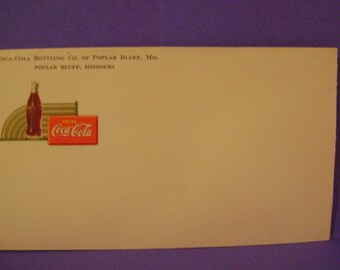 Coca-Cola Bottling Co. of Poplar Bluff, Mo.
POPLAR BLUFF, MISSOURI
DRINK
Coca-Cola